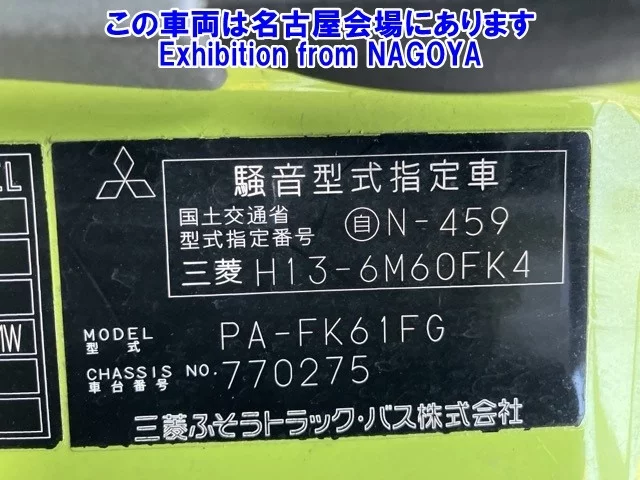 この車両は名古屋会場にあります
Exhibition from NAGOYA
騒音型式指定車
国土交通省
型式指定番号 自N-459
三菱 H13-6M60FK4
MODEL
型式 PA-FK61FG
CHASSIS NO.
車台番号 770275
三菱ふそうトラック・バス株式会社